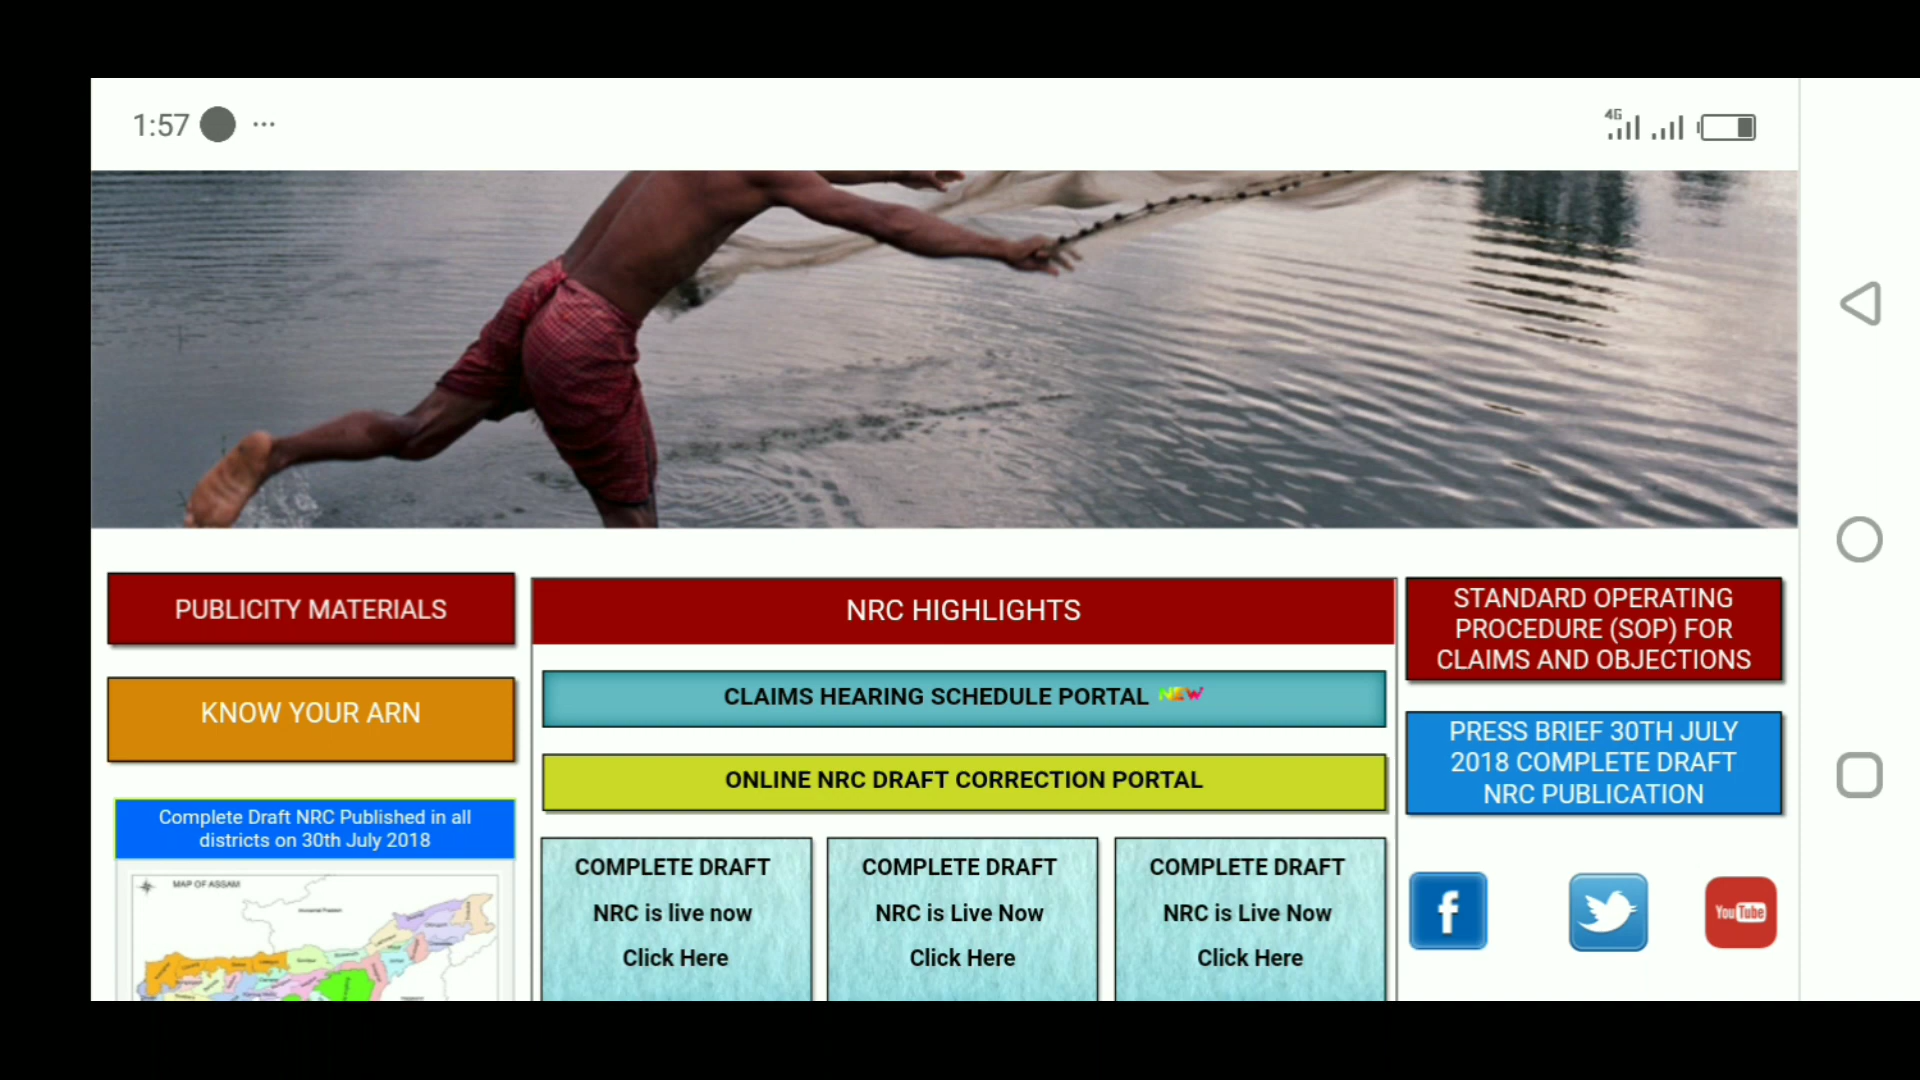 1:57
4G
PUBLICITY MATERIALS
KNOW YOUR ARN
Complete Draft NRC Published in all
districts on 30th July 2018
MAP OF ASSAM
NRC HIGHLIGHTS
CLAIMS HEARING SCHEDULE PORTAL NEW
ONLINE NRC DRAFT CORRECTION PORTAL
COMPLETE DRAFT
NRC is live now
Click Here
COMPLETE DRAFT
NRC is Live Now
Click Here
COMPLETE DRAFT
NRC is Live Now
Click Here
STANDARD OPERATING
PROCEDURE (SOP) FOR
CLAIMS AND OBJECTIONS
PRESS BRIEF 30TH JULY
2018 COMPLETE DRAFT
NRC PUBLICATION
f
YouTube